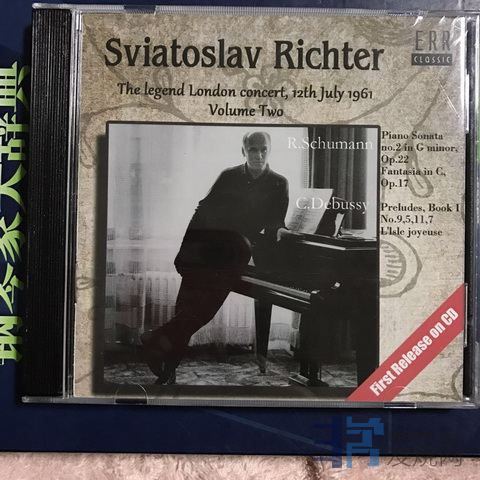 Sviatoslav Richter
ERR
CLASSIC
The legend London concert, 12th July 1961
Volume Two
R.Schumann
C.Debussy
Piano Sonata
no.2 in G minor,
Op.22
Fantasia in C,
Op.17
Preludes, Book I
No.9,5,11,7
L'Isle joyeuse
First Release on CD